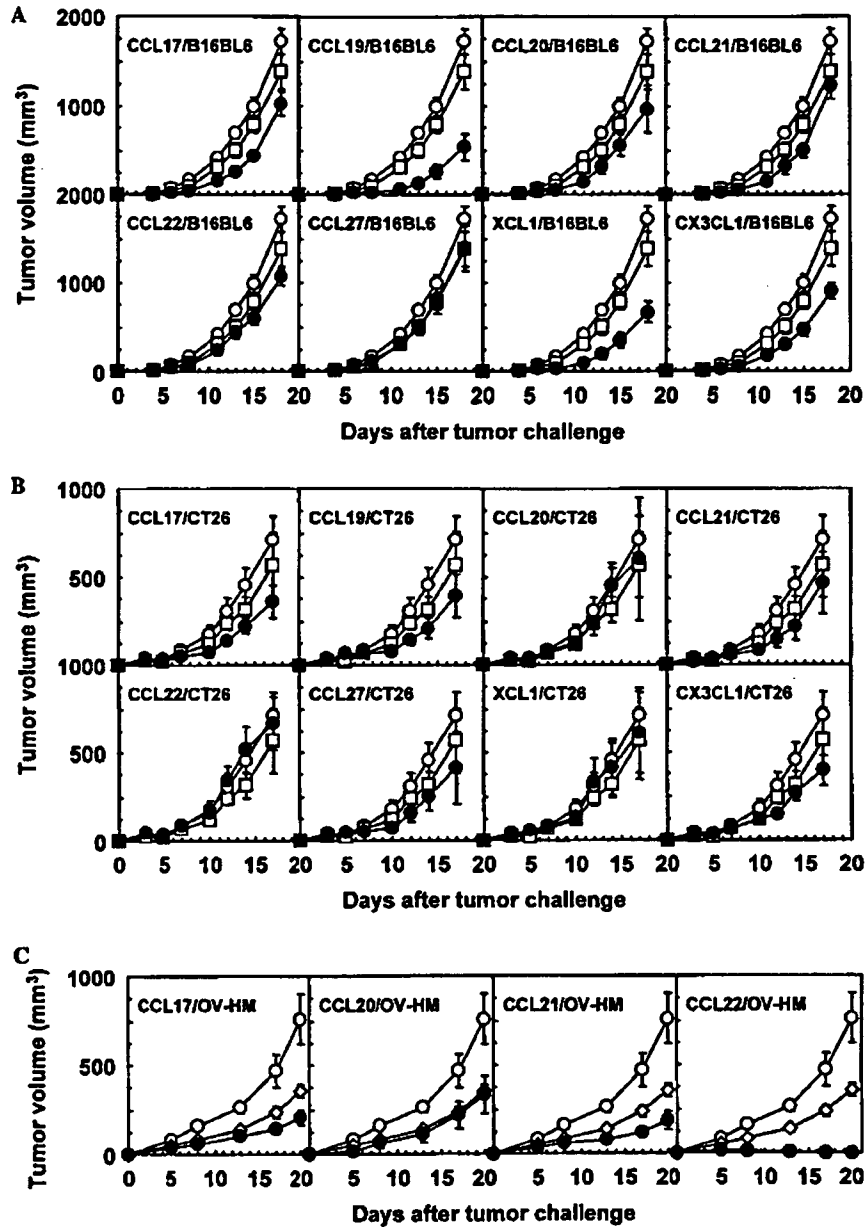 A
Tumor volume (mm³)
2000
1000
2000
1000
0
CCL17/B16BL6
CCL19/B16BL6
CCL20/B16BL6
CCL21/B16BL6
CCL22/B16BL6
CCL27/B16BL6
XCL1/B16BL6
CX3CL1/B16BL6
0 5 10 15 20 5 10 15 20 5 10 15 20 5 10 15 20
Days after tumor challenge
B
Tumor volume (mm³)
1000
500
1000
500
0
CCL17/CT26
CCL19/CT26
CCL20/CT26
CCL21/CT26
CCL22/CT26
CCL27/CT26
XCL1/CT26
CX3CL1/CT26
0 5 10 15 20 5 10 15 20 5 10 15 20 5 10 15 20
Days after tumor challenge
C
Tumor volume (mm³)
1000
500
0
CCL17/OV-HM
CCL20/OV-HM
CCL21/OV-HM
CCL22/OV-HM
0 5 10 15 20 5 10 15 20 5 10 15 20 5 10 15 20
Days after tumor challenge